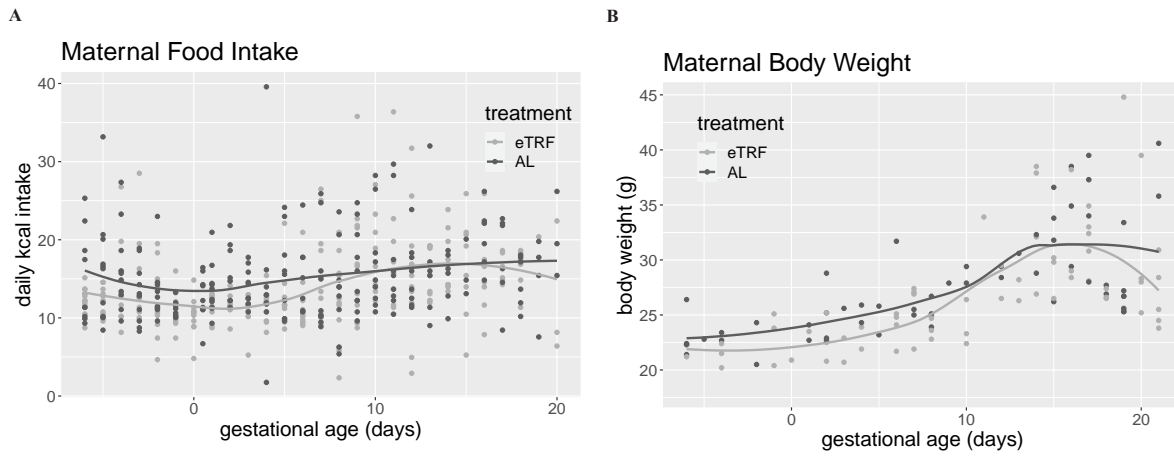 A
Maternal Food Intake
daily kcal intake
40
30
20
10
0
0
10
20
gestational age (days)
treatment
eTRF
AL
B
Maternal Body Weight
body weight (g)
45
40
35
30
25
20
0
10
20
gestational age (days)
treatment
eTRF
AL